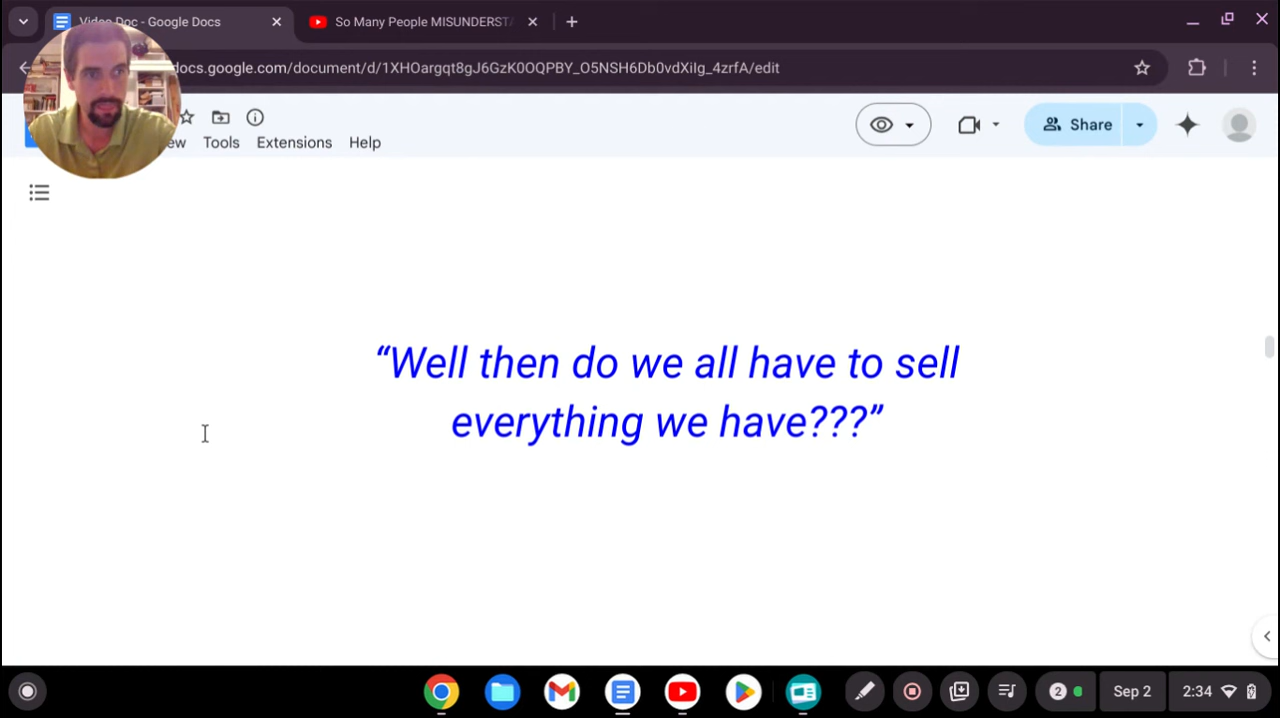 Video Doc - Google Docs
So Many People MISUNDERST
docs.google.com/document/d/1XHOargqt8gJ6GzK0OQPBY_O5NSH6Db0vdXiIg_4zrfA/edit
Share
ew Tools Extensions Help
“Well then do we all have to sell
everything we have???”
2
Sep 2
2:34